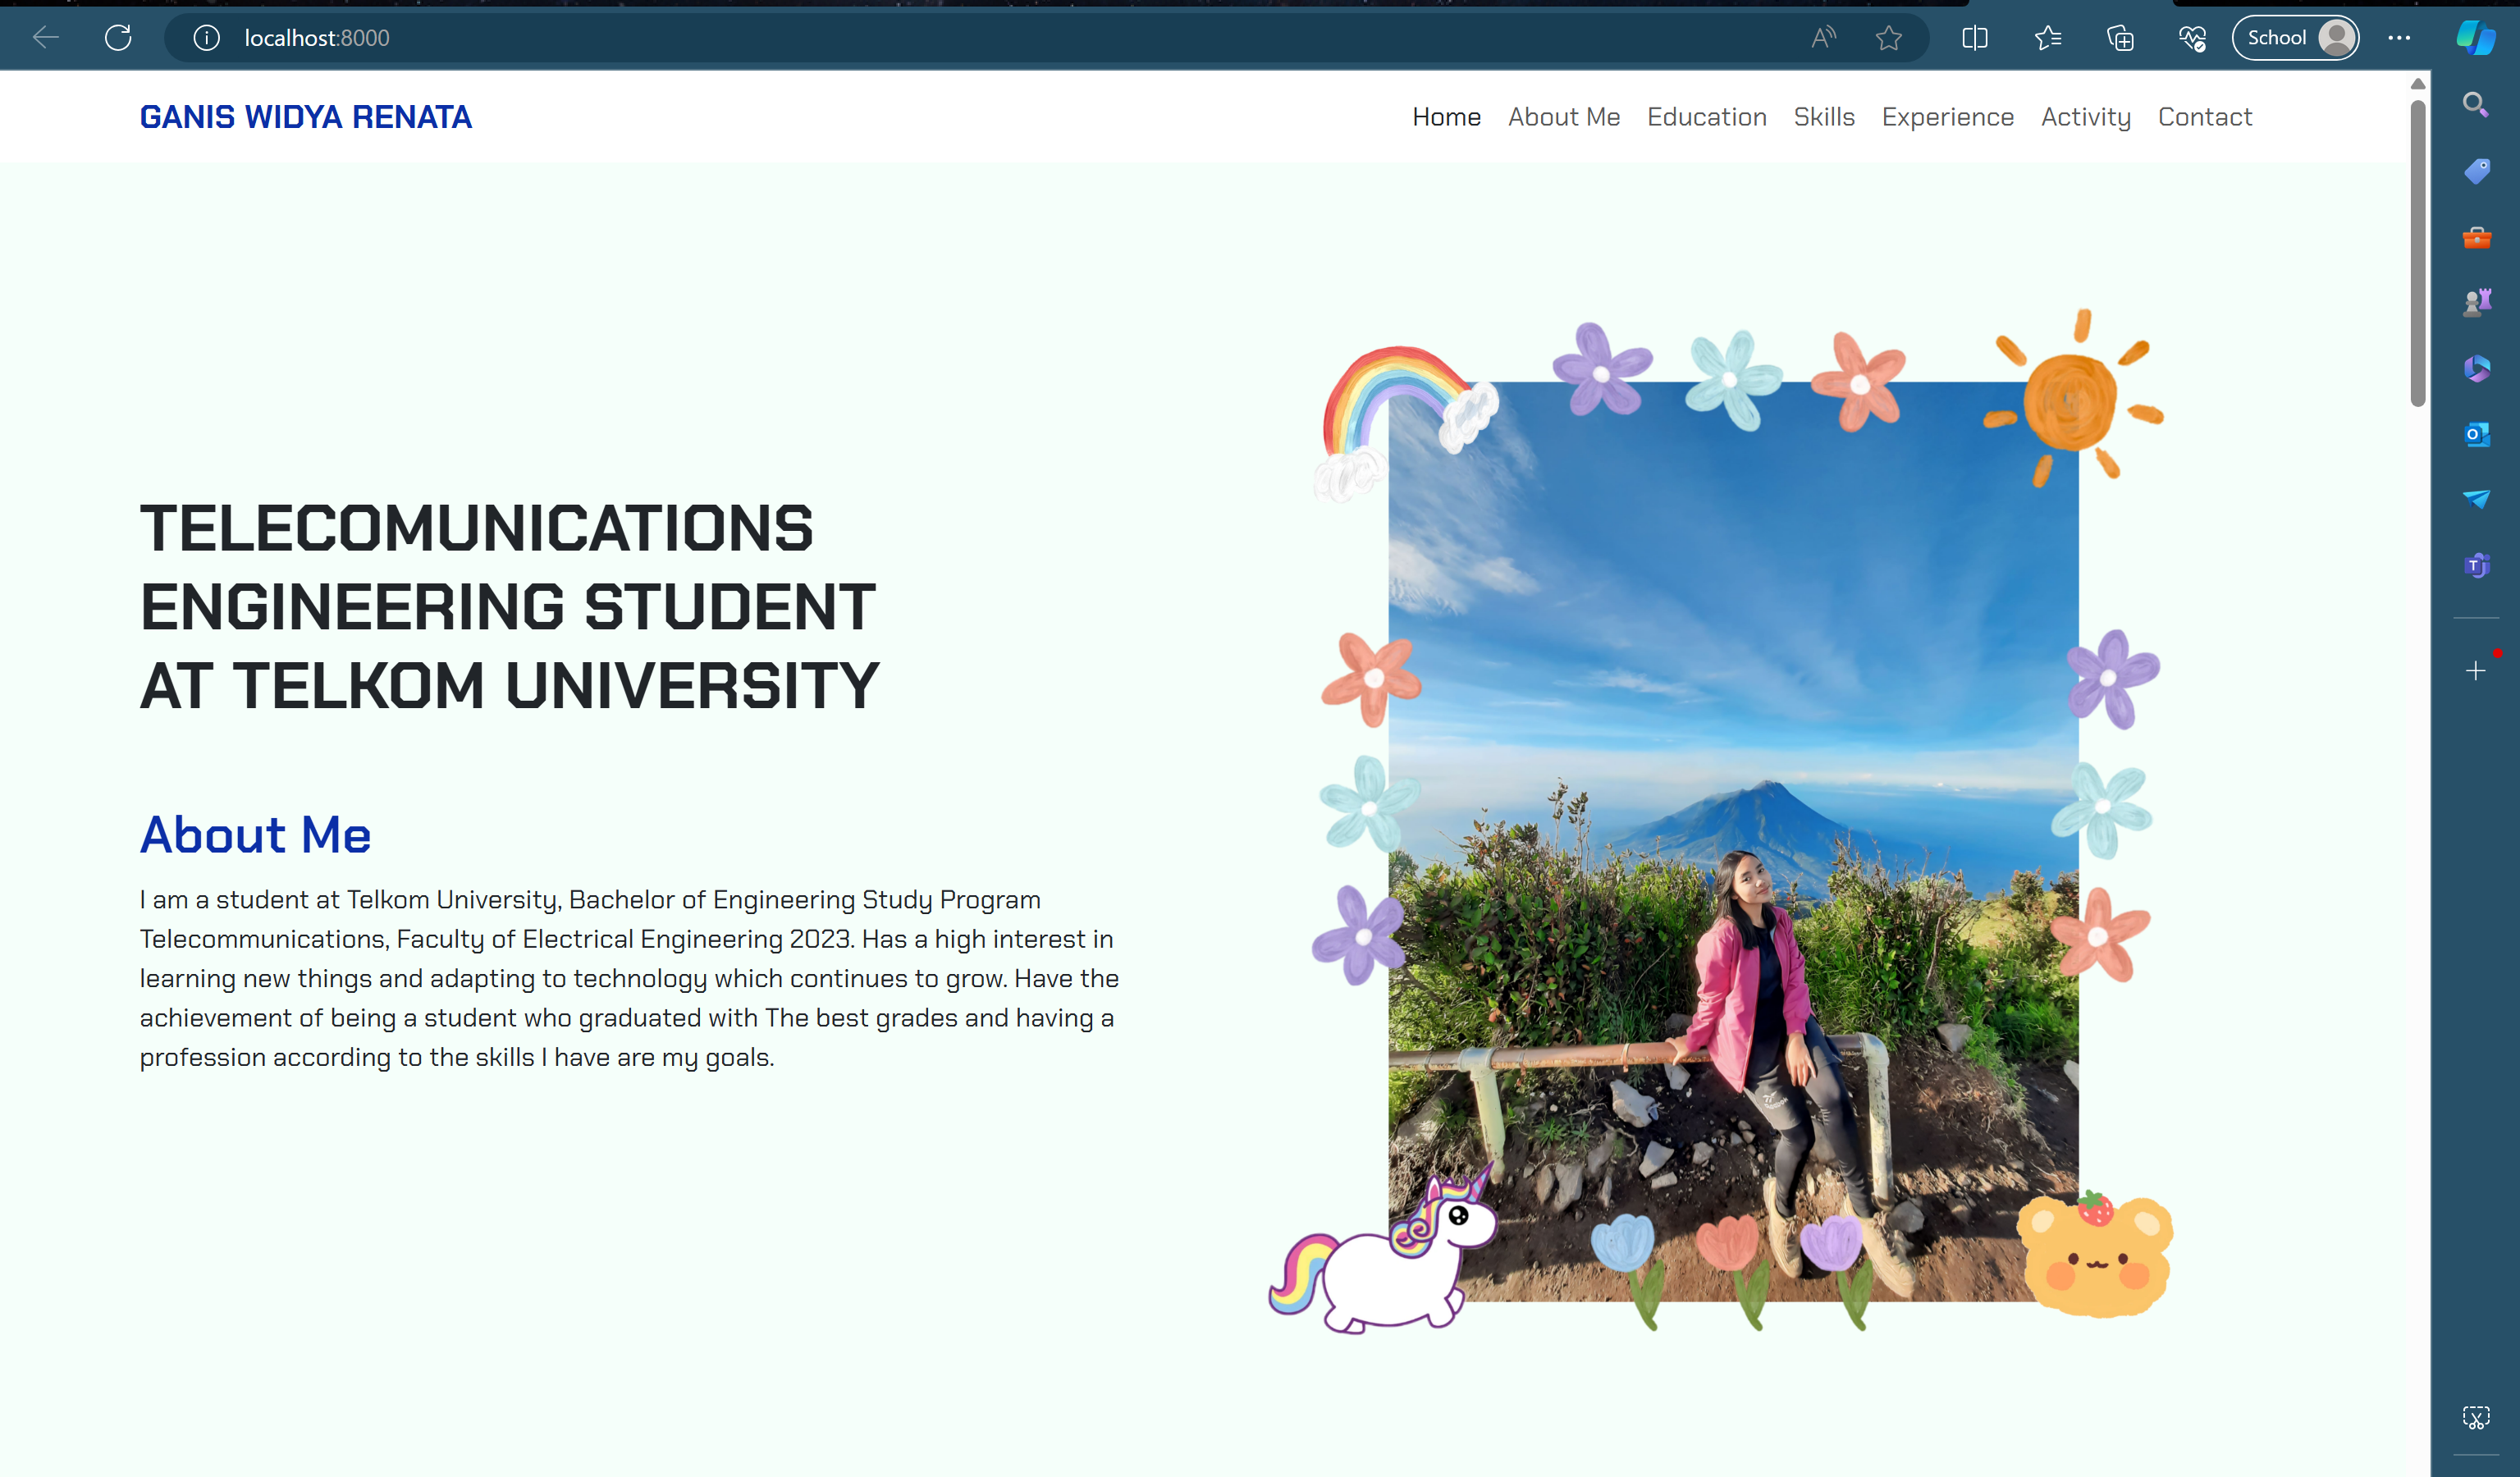 localhost:8000
School
GANIS WIDYA RENATA
Home About Me Education Skills Experience Activity Contact
TELECOMUNICATIONS
ENGINEERING STUDENT
AT TELKOM UNIVERSITY
About Me
I am a student at Telkom University, Bachelor of Engineering Study Program
Telecommunications, Faculty of Electrical Engineering 2023. Has a high interest in
learning new things and adapting to technology which continues to grow. Have the
achievement of being a student who graduated with The best grades and having a
profession according to the skills I have are my goals.